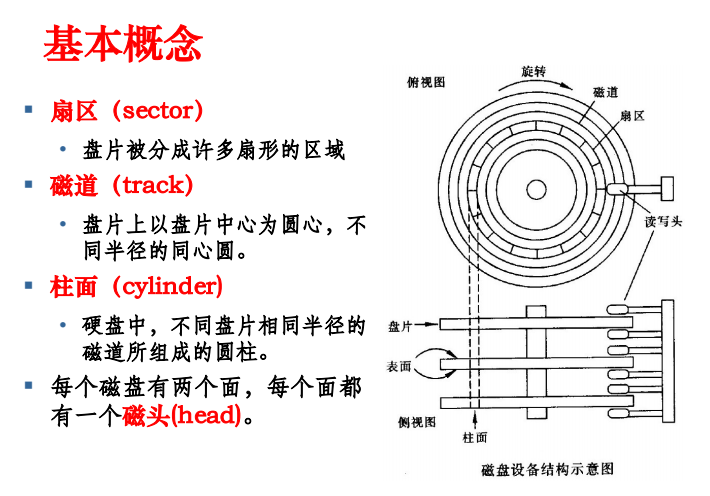 基本概念
扇区（sector）
盘片被分成许多扇形的区域
磁道（track）
盘片上以盘片中心为圆心，不
同半径的同心圆。
柱面（cylinder)
硬盘中，不同盘片相同半径的
磁道所组成的圆柱。
每个磁盘有两个面，每个面都
有一个磁头(head)。
俯视图
旋转
磁道
扇区
读写头
盘片
表面
侧视图
柱面
磁盘设备结构示意图